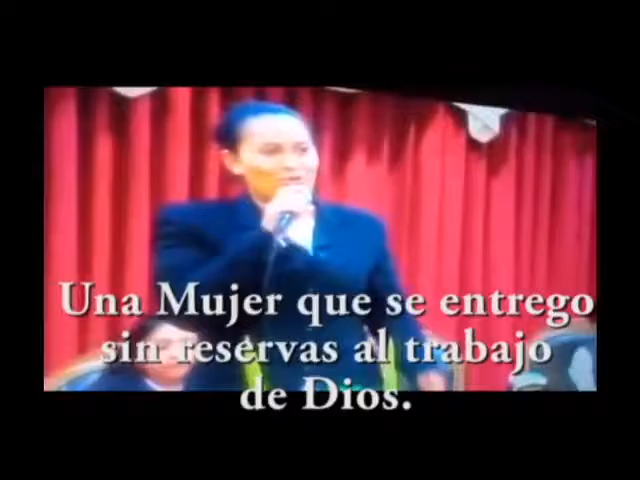 Una Mujer que se entrego
sin reservas al trabajo
de Dios.